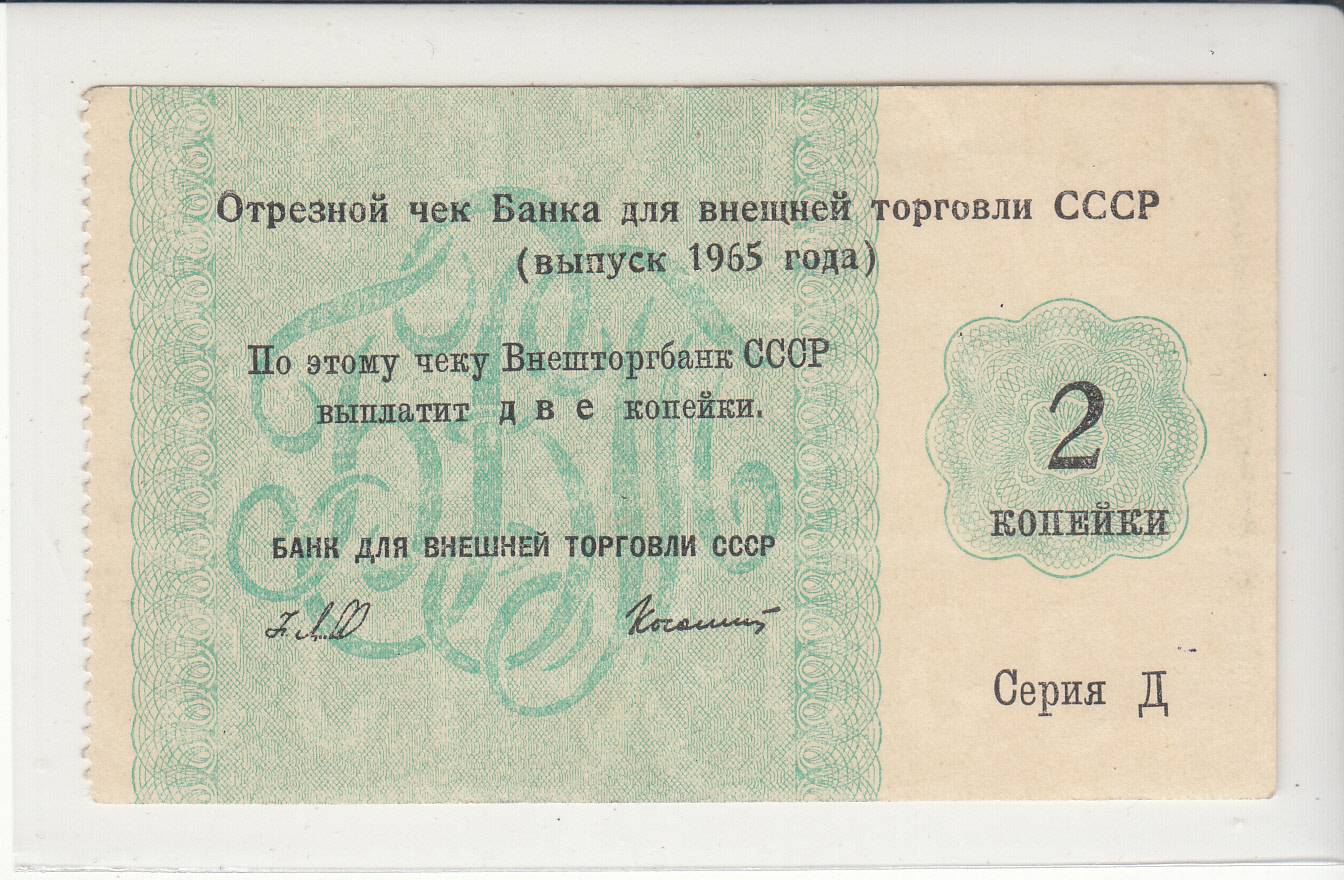 Отрезной чек Банка для внешней торговли СССР
(выпуск 1965 года)
По этому чеку Внешторгбанк СССР
выплатит две копейки.
2
копейки
БАНК ДЛЯ ВНЕШНЕЙ ТОРГОВЛИ СССР
Серия Д